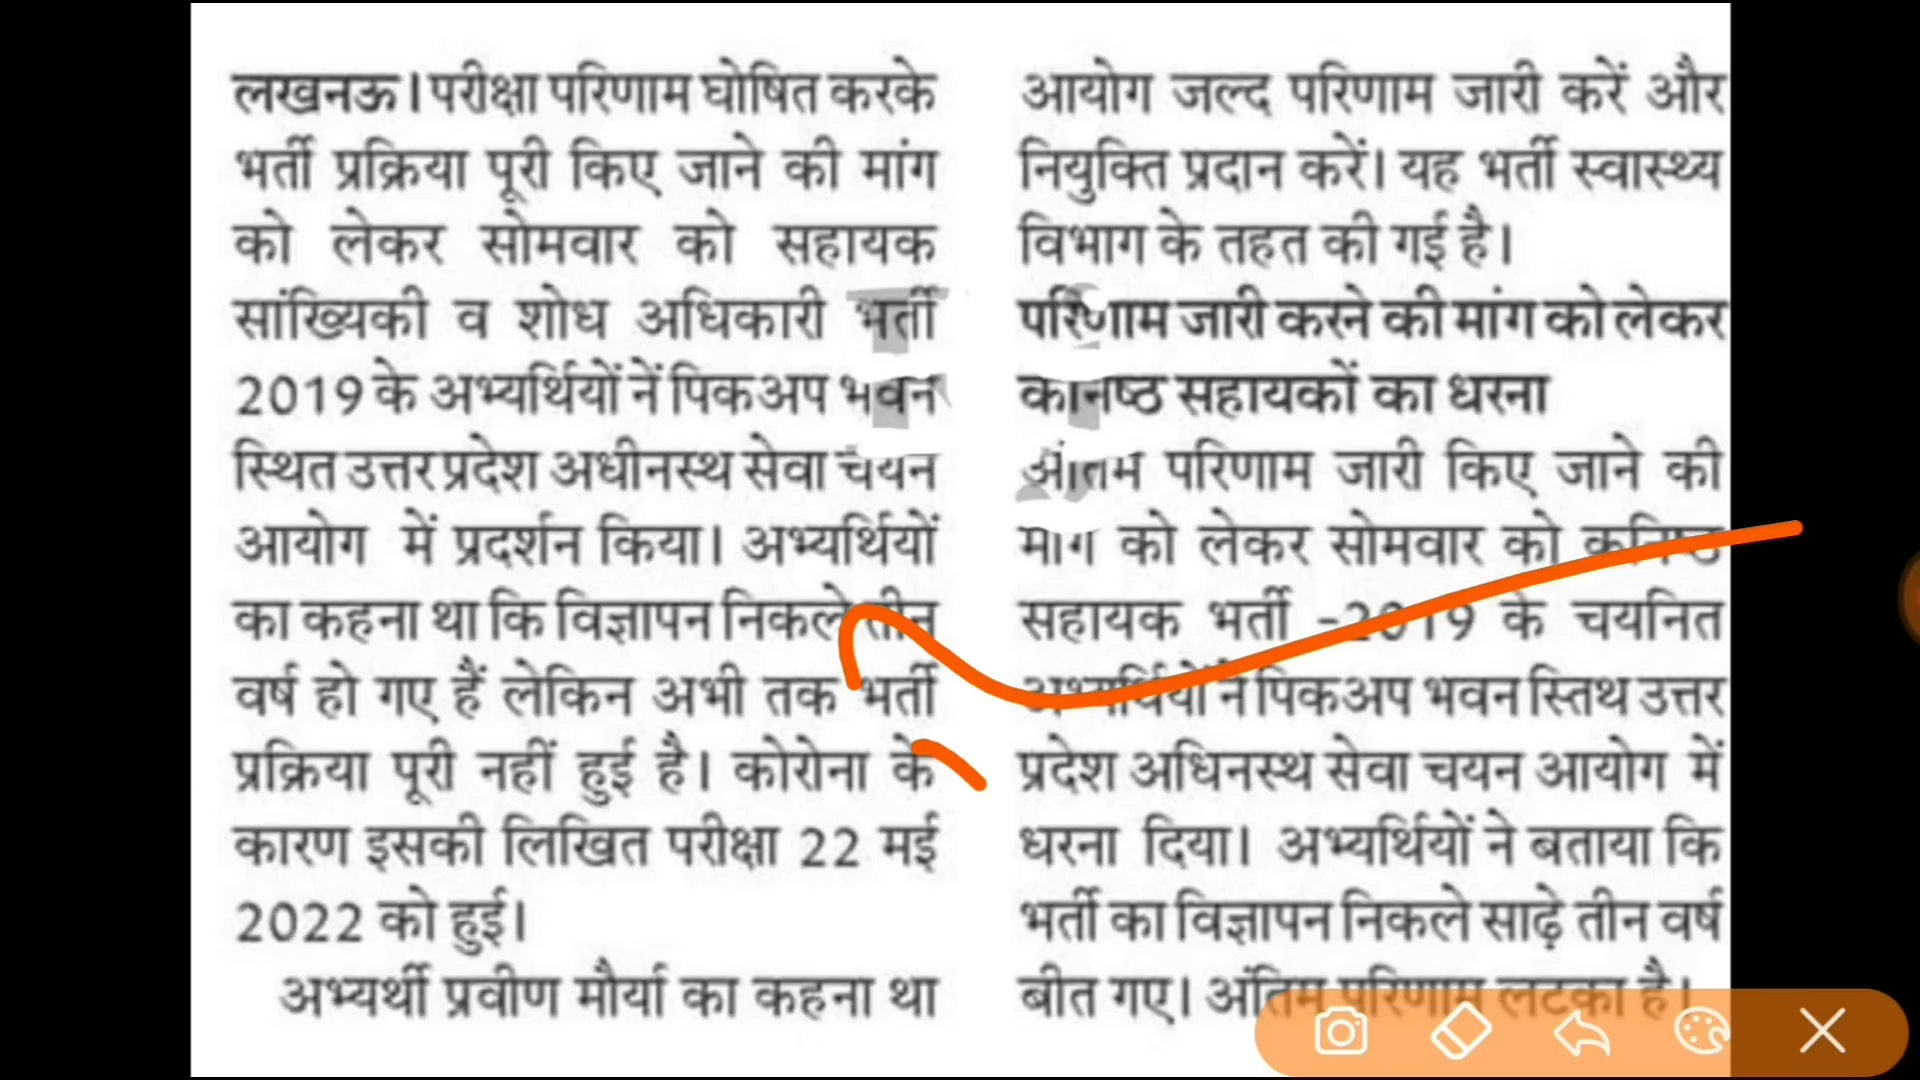 लखनऊ। परीक्षा परिणाम घोषित करके
भर्ती प्रक्रिया पूरी किए जाने की मांग
को लेकर सोमवार को सहायक
सांख्यिकी व शोध अधिकारी भर्ती
2019 के अभ्यर्थियों नें पिकअप भवन
स्थित उत्तर प्रदेश अधीनस्थ सेवा चयन
आयोग में प्रदर्शन किया। अभ्यर्थियों
का कहना था कि विज्ञापन निकले तीन
वर्ष हो गए हैं लेकिन अभी तक भर्ती
प्रक्रिया पूरी नहीं हुई है। कोरोना के
कारण इसकी लिखित परीक्षा 22 मई
2022 को हुई।
अभ्यर्थी प्रवीण मौर्या का कहना था
आयोग जल्द परिणाम जारी करें और
नियुक्ति प्रदान करें। यह भर्ती स्वास्थ्य
विभाग के तहत की गई है।
परिणाम जारी करने की मांग को लेकर
कनिष्ठ सहायकों का धरना
अंतिम परिणाम जारी किए जाने की
मांग को लेकर सोमवार को कनिष्ठ
सहायक भर्ती -2019 के चयनित
अभ्यर्थियों ने पिकअप भवन स्तिथ उत्तर
प्रदेश अधिनस्थ सेवा चयन आयोग में
धरना दिया। अभ्यर्थियों ने बताया कि
भर्ती का विज्ञापन निकले साढ़े तीन वर्ष
बीत गए। अंतिम परिणाम लटका है।